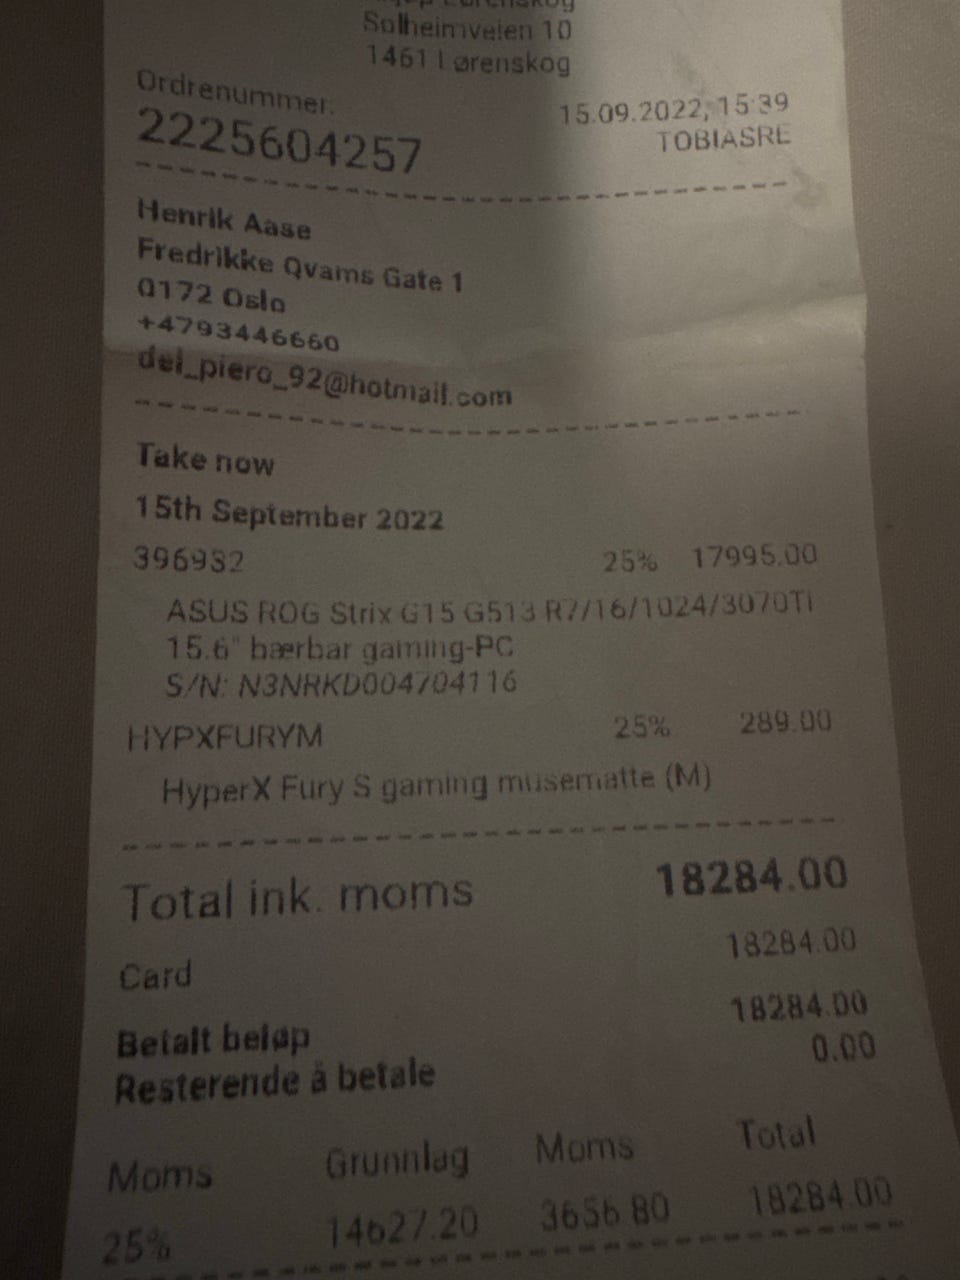 Lørenskog
Solheimveien 10
1461 Lørenskog
Ordrenummer:
15.09.2022, 15:39
2225604257
TOBIASRE
Henrik Aase
Fredrikke Qvams Gate 1
0172 Oslo
+4793446660
del_piero_92@hotmail.com
Take now
15th September 2022
396932 25% 17995.00
ASUS ROG Strix G15 G513 R7/16/1024/3070Ti
15.6" bærbar gaming-PC
S/N: N3NRKD004704116
HYPXFURYM 25% 289.00
HyperX Fury S gaming musematte (M)
Total ink. moms 18284.00
Card 18284.00
Betalt beløp 18284.00
Resterende å betale 0.00
Moms Grunnlag Moms Total
25% 14627.20 3656.80 18284.00